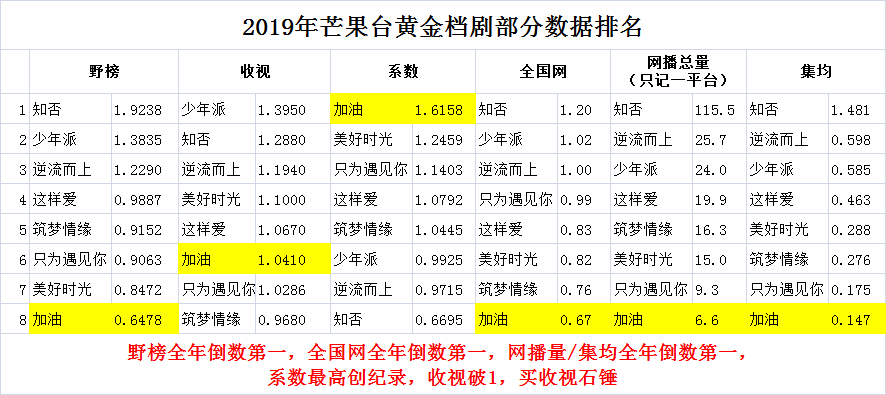 2019年芒果台黄金档剧部分数据排名
野榜 收视 系数 全国网 网播总量（只记一平台） 集均
1 知否 1.9238 少年派 1.3950 加油 1.6158 知否 1.20 知否 115.5 知否 1.481
2 少年派 1.3835 知否 1.2880 美好时光 1.2459 少年派 1.02 逆流而上 25.7 逆流而上 0.598
3 逆流而上 1.2290 逆流而上 1.1940 只为遇见你 1.1403 逆流而上 1.00 少年派 24.0 少年派 0.585
4 这样爱 0.9887 美好时光 1.1000 这样爱 1.0792 只为遇见你 0.99 这样爱 19.9 这样爱 0.463
5 筑梦情缘 0.9152 这样爱 1.0670 筑梦情缘 1.0445 这样爱 0.83 筑梦情缘 16.3 美好时光 0.288
6 只为遇见你 0.9063 加油 1.0410 少年派 0.9925 美好时光 0.82 美好时光 15.0 筑梦情缘 0.276
7 美好时光 0.8472 只为遇见你 1.0286 逆流而上 0.9715 筑梦情缘 0.76 只为遇见你 9.3 只为遇见你 0.175
8 加油 0.6478 筑梦情缘 0.9680 知否 0.6695 加油 0.67 加油 6.6 加油 0.147
野榜全年倒数第一，全国网全年倒数第一，网播量/集均全年倒数第一，
系数最高创纪录，收视破1，买收视石锤